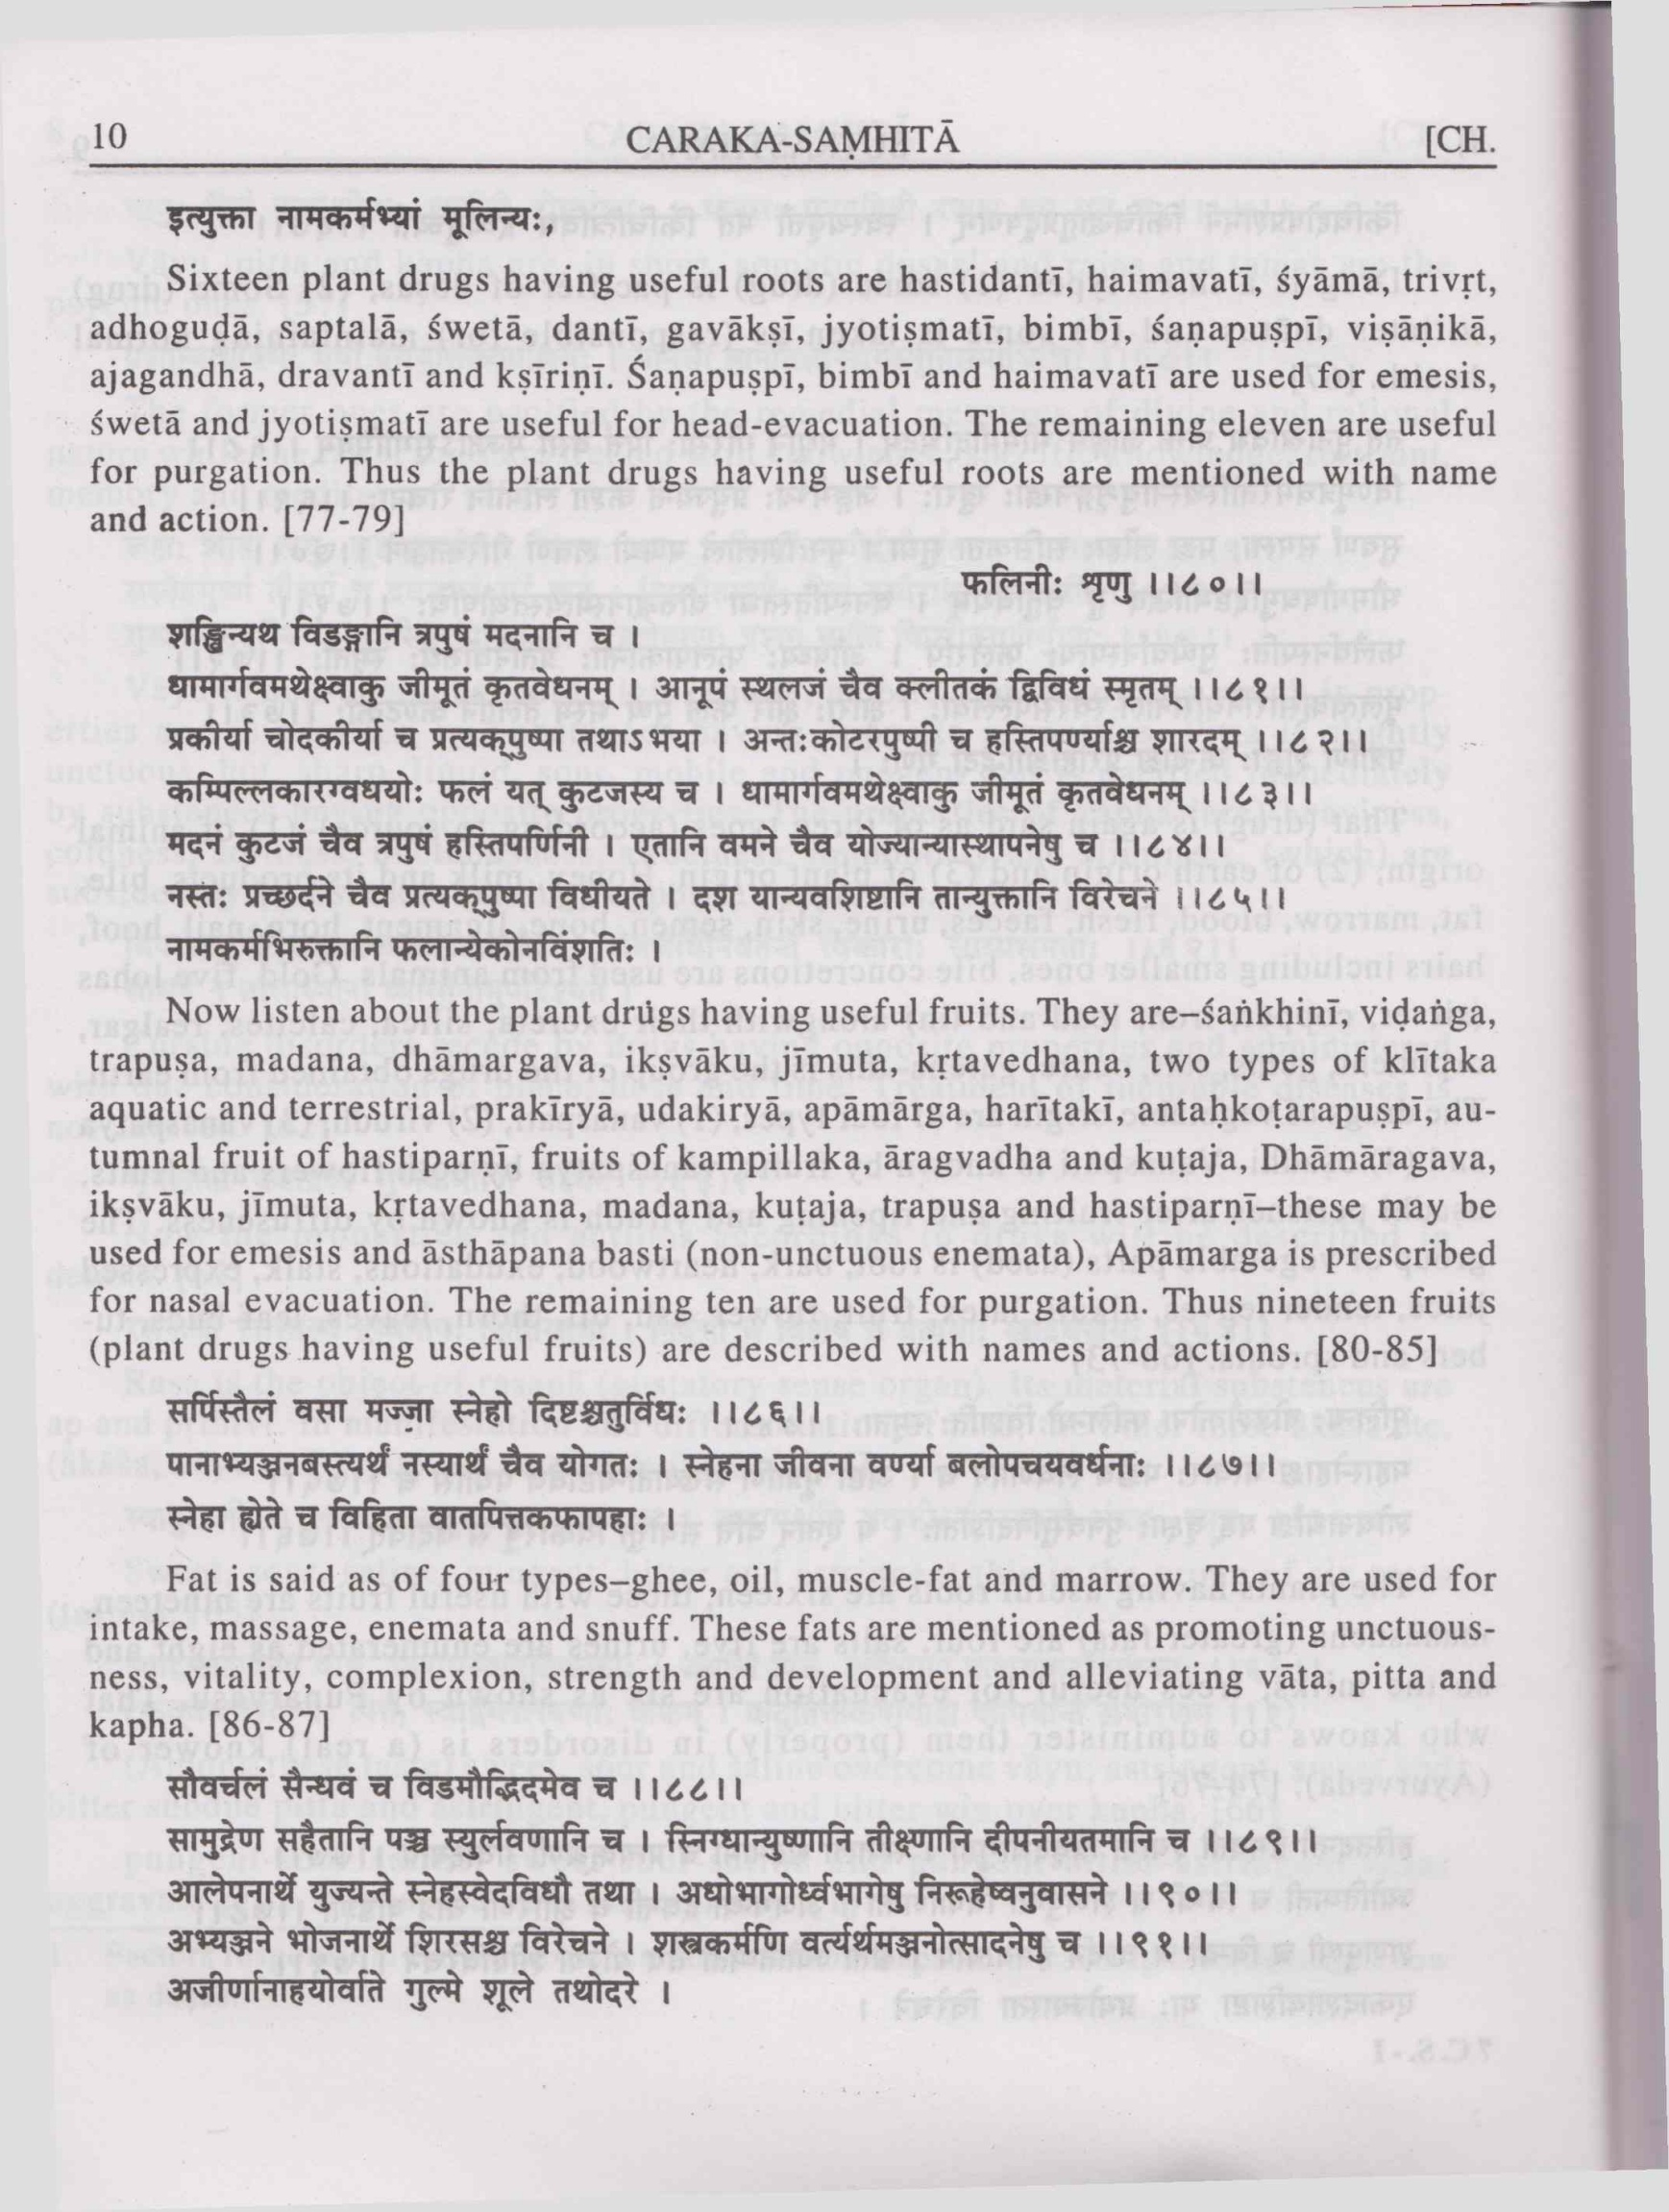 10 CARAKA-SAṂHITĀ [CH.
इत्युक्ता नामकर्मभ्यां मूलिन्यः,
Sixteen plant drugs having useful roots are hastidantī, haimavatī, śyāmā, trivṛt,
adhoguḍā, saptalā, śwetā, dantī, gavākṣī, jyotiṣmatī, bimbī, śaṇapuṣpī, viṣāṇikā,
ajagandhā, dravantī and kṣīriṇī. Śaṇapuṣpī, bimbī and haimavatī are used for emesis,
śwetā and jyotiṣmatī are useful for head-evacuation. The remaining eleven are useful
for purgation. Thus the plant drugs having useful roots are mentioned with name
and action. [77-79]
फलिनीः शृणु ।।८०।।
शङ्खिन्यथ विडङ्गानि त्रपुषं मदनानि च ।
धामार्गवमथेक्ष्वाकु जीमूतं कृतवेधनम् । आनूपं स्थलजं चैव क्लीतकं द्विविधं स्मृतम् ।।८१।।
प्रकीर्या चोदकीर्या च प्रत्यक्पुष्पा तथाऽभया । अन्तःकोटरपुष्पी च हस्तिपर्ण्याश्च शारदम् ।।८२।।
कम्पिल्लकारग्वधयोः फलं यत् कुटजस्य च । धामार्गवमथेक्ष्वाकु जीमूतं कृतवेधनम् ।।८३।।
मदनं कुटजं चैव त्रपुषं हस्तिपर्णिनी । एतानि वमने चैव योज्यान्यास्थापनेषु च ।।८४।।
नस्तः प्रच्छर्दने चैव प्रत्यक्पुष्पा विधीयते । दश यान्यवशिष्टानि तान्युक्तानि विरेचने ।।८५।।
नामकर्मभिरुक्तानि फलान्येकोनविंशतिः ।
Now listen about the plant drugs having useful fruits. They are–śaṅkhinī, viḍaṅga,
trapuṣa, madana, dhāmargava, ikṣvāku, jīmuta, kṛtavedhana, two types of klītaka
aquatic and terrestrial, prakīryā, udakiryā, apāmārga, harītakī, antaḥkoṭarapuṣpī, au-
tumnal fruit of hastiparṇī, fruits of kampillaka, āragvadha and kuṭaja, Dhāmāragava,
ikṣvāku, jīmuta, kṛtavedhana, madana, kuṭaja, trapuṣa and hastiparṇī–these may be
used for emesis and āsthāpana basti (non-unctuous enemata), Apāmarga is prescribed
for nasal evacuation. The remaining ten are used for purgation. Thus nineteen fruits
(plant drugs having useful fruits) are described with names and actions. [80-85]
सर्पिस्तैलं वसा मज्जा स्नेहो दिष्टश्चतुर्विधः ।।८६।।
पानाभ्यञ्जनबस्त्यर्थं नस्यार्थं चैव योगतः । स्नेहना जीवना वर्ण्या बलोपचयवर्धनाः ।।८७।।
स्नेहा ह्येते च विहिता वातपित्तकफापहाः ।
Fat is said as of four types–ghee, oil, muscle-fat and marrow. They are used for
intake, massage, enemata and snuff. These fats are mentioned as promoting unctuous-
ness, vitality, complexion, strength and development and alleviating vāta, pitta and
kapha. [86-87]
सौवर्चलं सैन्धवं च विडमौद्भिदमेव च ।।८८।।
सामुद्रेण सहैतानि पञ्च स्युर्लवणानि च । स्निग्धान्युष्णानि तीक्ष्णानि दीपनीयतमानि च ।।८९।।
आलेपनार्थे युज्यन्ते स्नेहस्वेदविधौ तथा । अधोभागोर्ध्वभागेषु निरूहेष्वनुवासने ।।९०।।
अभ्यञ्जने भोजनार्थे शिरसश्च विरेचने । शस्त्रकर्मणि वर्त्यर्थमञ्जनोत्सादनेषु च ।।९१।।
अजीर्णानाहयोर्वाते गुल्मे शूले तथोदरे ।